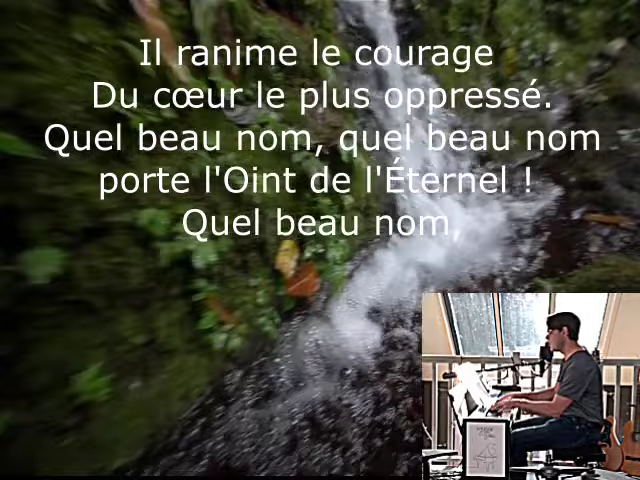 Il ranime le courage
Du cœur le plus oppressé.
Quel beau nom, quel beau nom
porte l'Oint de l'Éternel !
Quel beau nom,